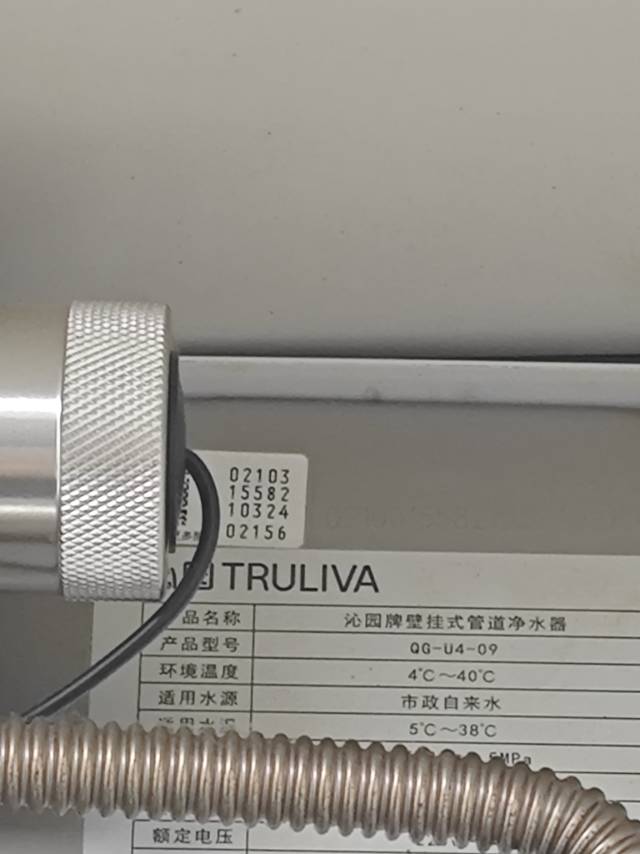 02103
15582
10324
02156
TRULIVA
品名称 沁园牌壁挂式管道净水器
产品型号 QG-U4-09
环境温度 4℃～40℃
适用水源 市政自来水
5℃～38℃
MPa
额定电压